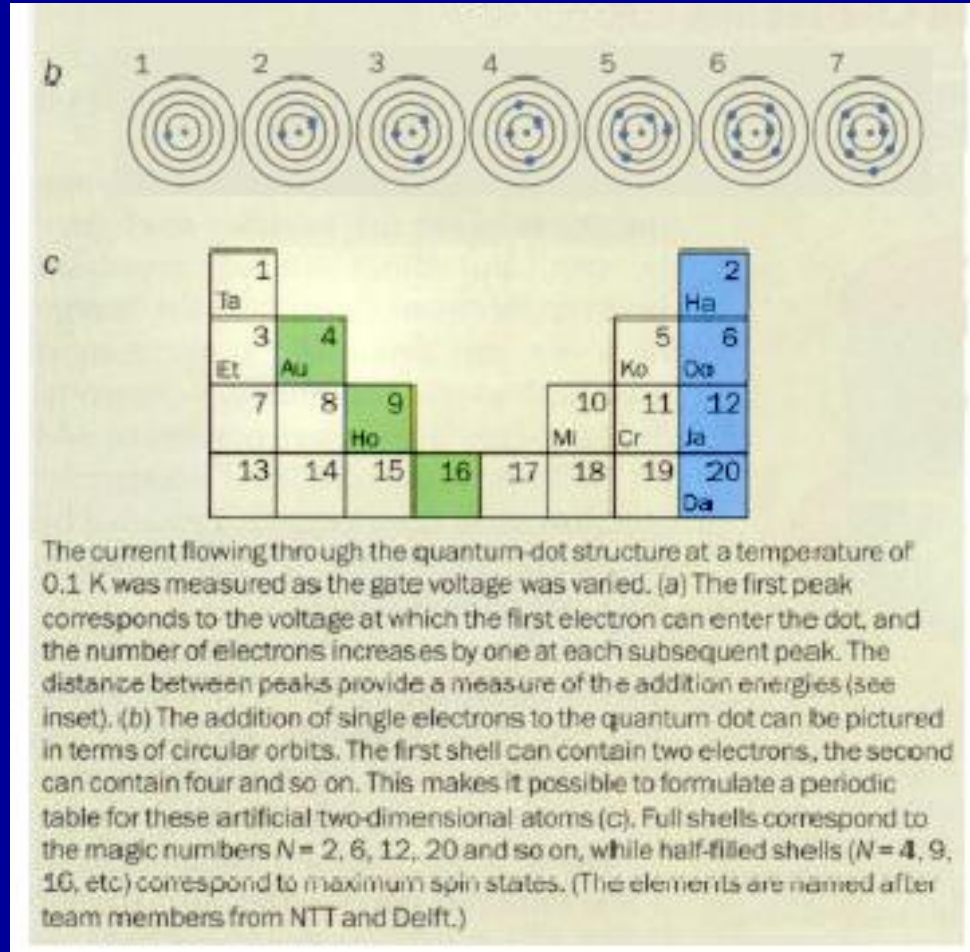 b 1 2 3 4 5 6 7
c
1 2
Ta Ha
3 4 5 6
Et Au Ko Oo
7 8 9 10 11 12
Ho Mi Cr Ja
13 14 15 16 17 18 19 20
Da
The current flowing through the quantum-dot structure at a temperature of
0.1 K was measured as the gate voltage was varied. (a) The first peak
corresponds to the voltage at which the first electron can enter the dot, and
the number of electrons increases by one at each subsequent peak. The
distance between peaks provide a measure of the addition energies (see
inset). (b) The addition of single electrons to the quantum dot can be pictured
in terms of circular orbits. The first shell can contain two electrons, the second
can contain four and so on. This makes it possible to formulate a periodic
table for these artificial two-dimensional atoms (c). Full shells correspond to
the magic numbers N = 2, 6, 12, 20 and so on, while half-filled shells (N = 4, 9,
16, etc) correspond to maximum spin states. (The elements are named after
team members from NTT and Delft.)